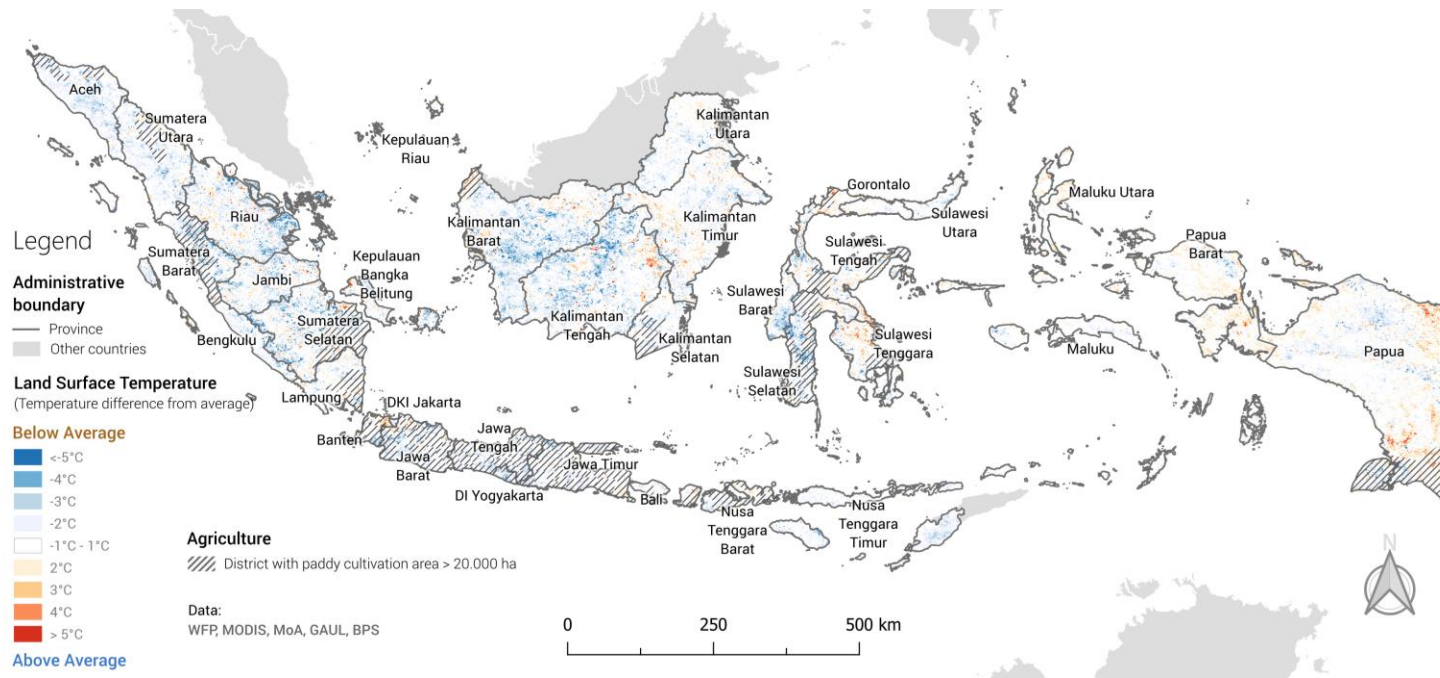 Aceh
Sumatera
Utara
Kepulauan
Riau
Kalimantan
Utara
Riau
Kalimantan
Barat
Kalimantan
Timur
Gorontalo
Sulawesi
Utara
Maluku Utara
Papua
Barat
Sumatera
Barat
Jambi
Kepulauan
Bangka
Belitung
Sulawesi
Tengah
Sulawesi
Barat
Bengkulu
Sumatera
Selatan
Kalimantan
Tengah
Kalimantan
Selatan
Sulawesi
Tenggara
Maluku
Papua
Sulawesi
Selatan
Lampung
DKI Jakarta
Banten
Jawa
Barat
Jawa
Tengah
Jawa Timur
DI Yogyakarta
Bali
Nusa
Tenggara
Barat
Nusa
Tenggara
Timur
Legend
Administrative
boundary
Province
Other countries
Land Surface Temperature
(Temperature difference from average)
Below Average
<-5°C
-4°C
-3°C
-2°C
-1°C - 1°C
2°C
3°C
4°C
> 5°C
Above Average
Agriculture
District with paddy cultivation area > 20.000 ha
Data:
WFP, MODIS, MoA, GAUL, BPS
0 250 500 km
N